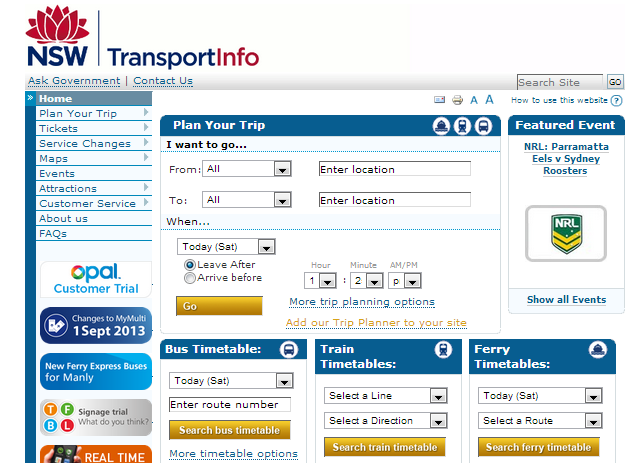 NSW TransportInfo
Ask Government | Contact Us
Search Site GO
» Home
Plan Your Trip
Tickets
Service Changes
Maps
Events
Attractions
Customer Service
About us
FAQs
opal.
Customer Trial
Changes to MyMulti
1 Sept 2013
New Ferry Express Buses
for Manly
T F B L
Signage trial
What do you think?
REAL TIME
A A How to use this website ?
Plan Your Trip
I want to go...
From: All Enter location
To: All Enter location
When...
Today (Sat)
Leave After
Arrive before
Hour Minute AM/PM
1 : 2 p
Go
More trip planning options
Add our Trip Planner to your site
Featured Event
NRL: Parramatta
Eels v Sydney
Roosters
NRL
Show all Events
Bus Timetable:
Today (Sat)
Enter route number
Search bus timetable
More timetable options
Train
Timetables:
Select a Line
Select a Direction
Search train timetable
Ferry
Timetables:
Today (Sat)
Select a Route
Search ferry timetable